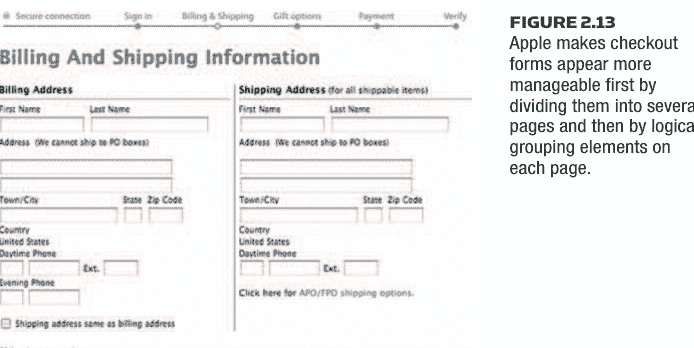 Secure connection Sign in Billing & Shipping Gift options Payment Verify
Billing And Shipping Information
Billing Address
First Name Last Name
Address (We cannot ship to PO boxes)
Town/City State Zip Code
Country
United States
Daytime Phone
Ext.
Evening Phone
Shipping address same as billing address
Shipping Address (for all shippable items)
First Name Last Name
Address (We cannot ship to PO boxes)
Town/City State Zip Code
Country
United States
Daytime Phone
Ext.
Click here for APO/FPO shipping options.
FIGURE 2.13
Apple makes checkout
forms appear more
manageable first by
dividing them into severa
pages and then by logica
grouping elements on
each page.